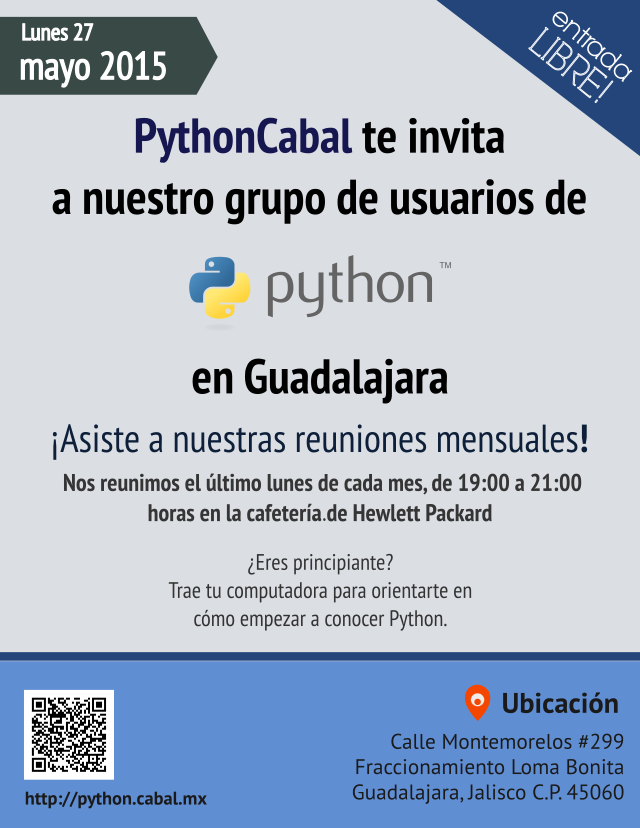 Lunes 27
mayo 2015
entrada
LIBRE!
PythonCabal te invita
a nuestro grupo de usuarios de
python™
en Guadalajara
¡Asiste a nuestras reuniones mensuales!
Nos reunimos el último lunes de cada mes, de 19:00 a 21:00
horas en la cafetería.de Hewlett Packard
¿Eres principiante?
Trae tu computadora para orientarte en
cómo empezar a conocer Python.
Ubicación
Calle Montemorelos #299
Fraccionamiento Loma Bonita
Guadalajara, Jalisco C.P. 45060
http://python.cabal.mx